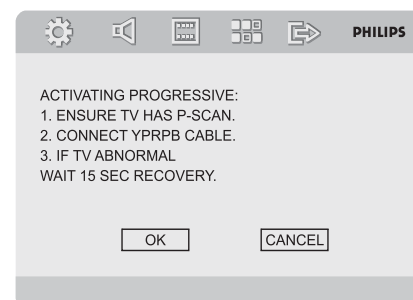 PHILIPS
ACTIVATING PROGRESSIVE:
1. ENSURE TV HAS P-SCAN.
2. CONNECT YPRPB CABLE.
3. IF TV ABNORMAL
WAIT 15 SEC RECOVERY.
OK CANCEL